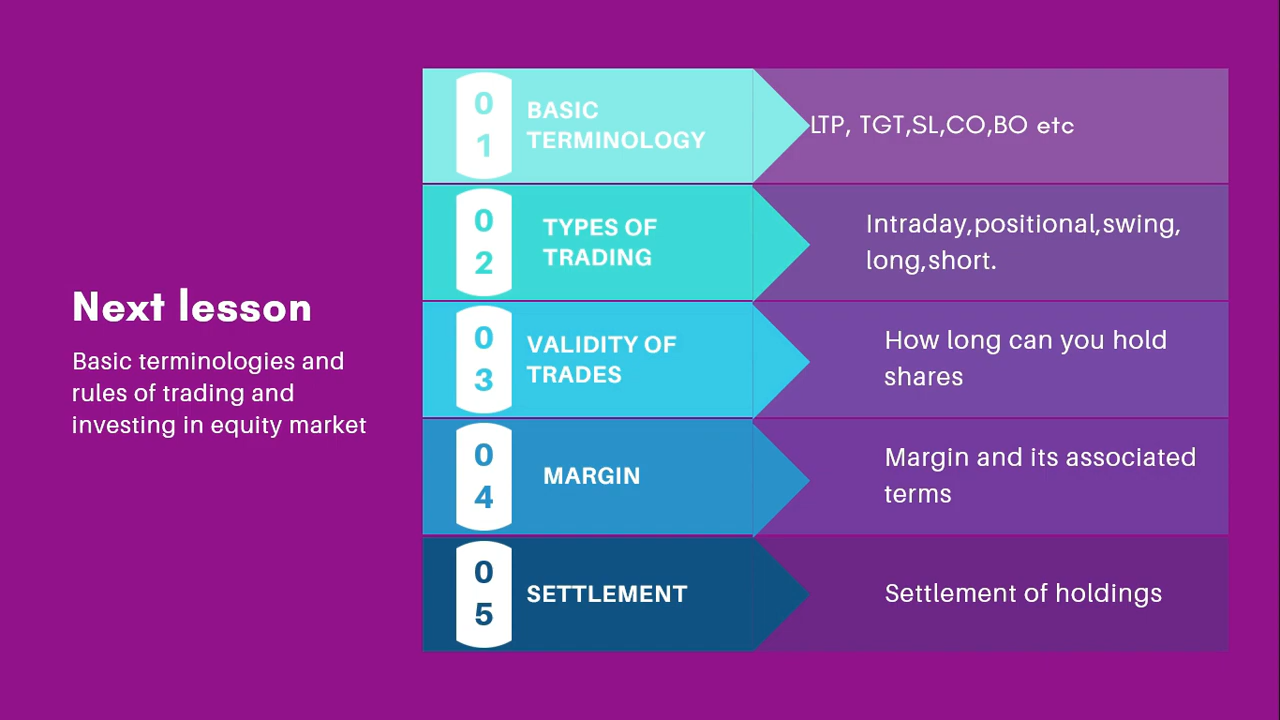 Next lesson
Basic terminologies and
rules of trading and
investing in equity market
0
1
BASIC
TERMINOLOGY
LTP, TGT,SL,CO,BO etc
0
2
TYPES OF
TRADING
Intraday,positional,swing,
long,short.
0
3
VALIDITY OF
TRADES
How long can you hold
shares
0
4
MARGIN
Margin and its associated
terms
0
5
SETTLEMENT
Settlement of holdings